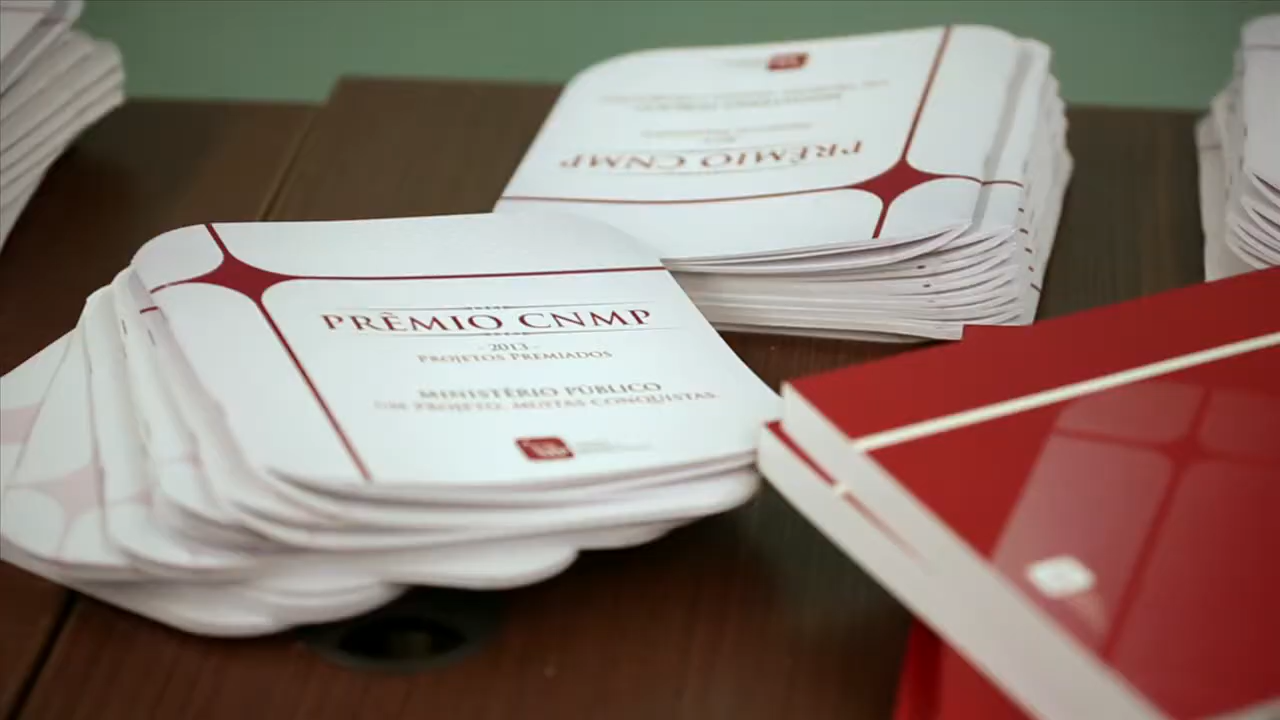 PRÊMIO CNMP
- 2013 -
PROJETOS PREMIADOS
MINISTÉRIO PÚBLICO
UM PROJETO, MUITAS CONQUISTAS.
PRÊMIO CNMP